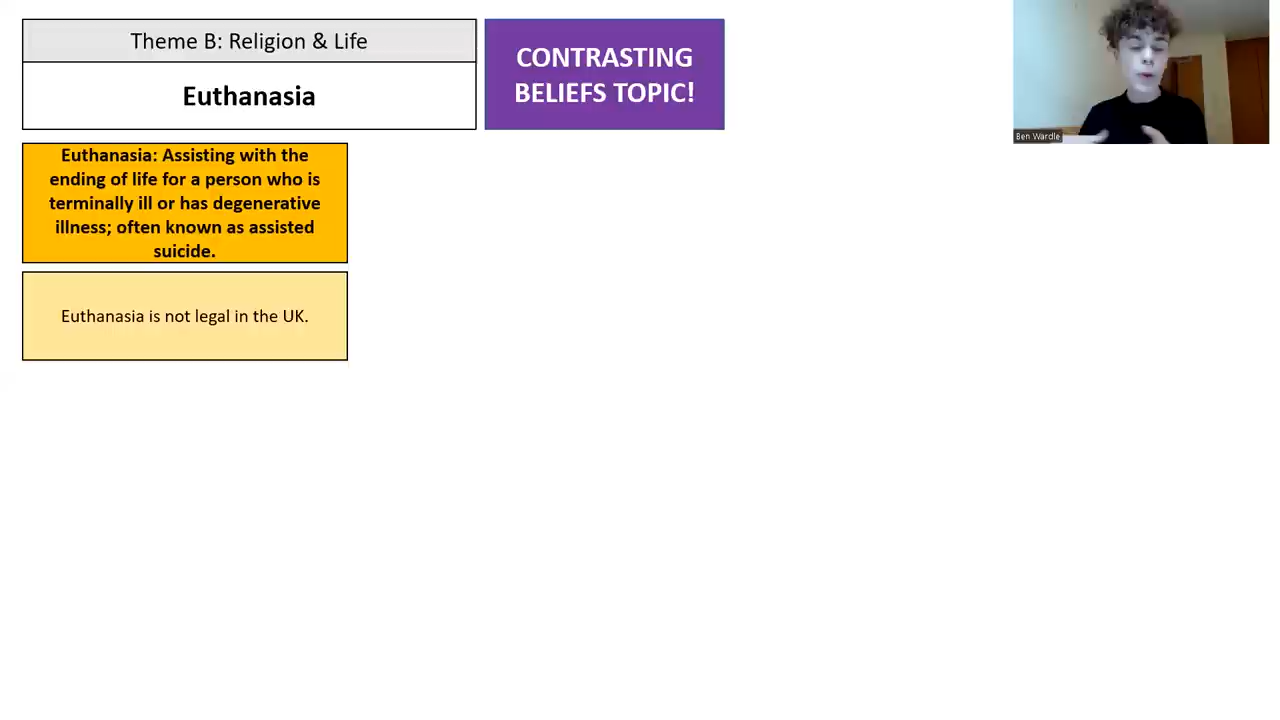 Theme B: Religion & Life
Euthanasia
CONTRASTING
BELIEFS TOPIC!
Ben Wardle
Euthanasia: Assisting with the
ending of life for a person who is
terminally ill or has degenerative
illness; often known as assisted
suicide.
Euthanasia is not legal in the UK.